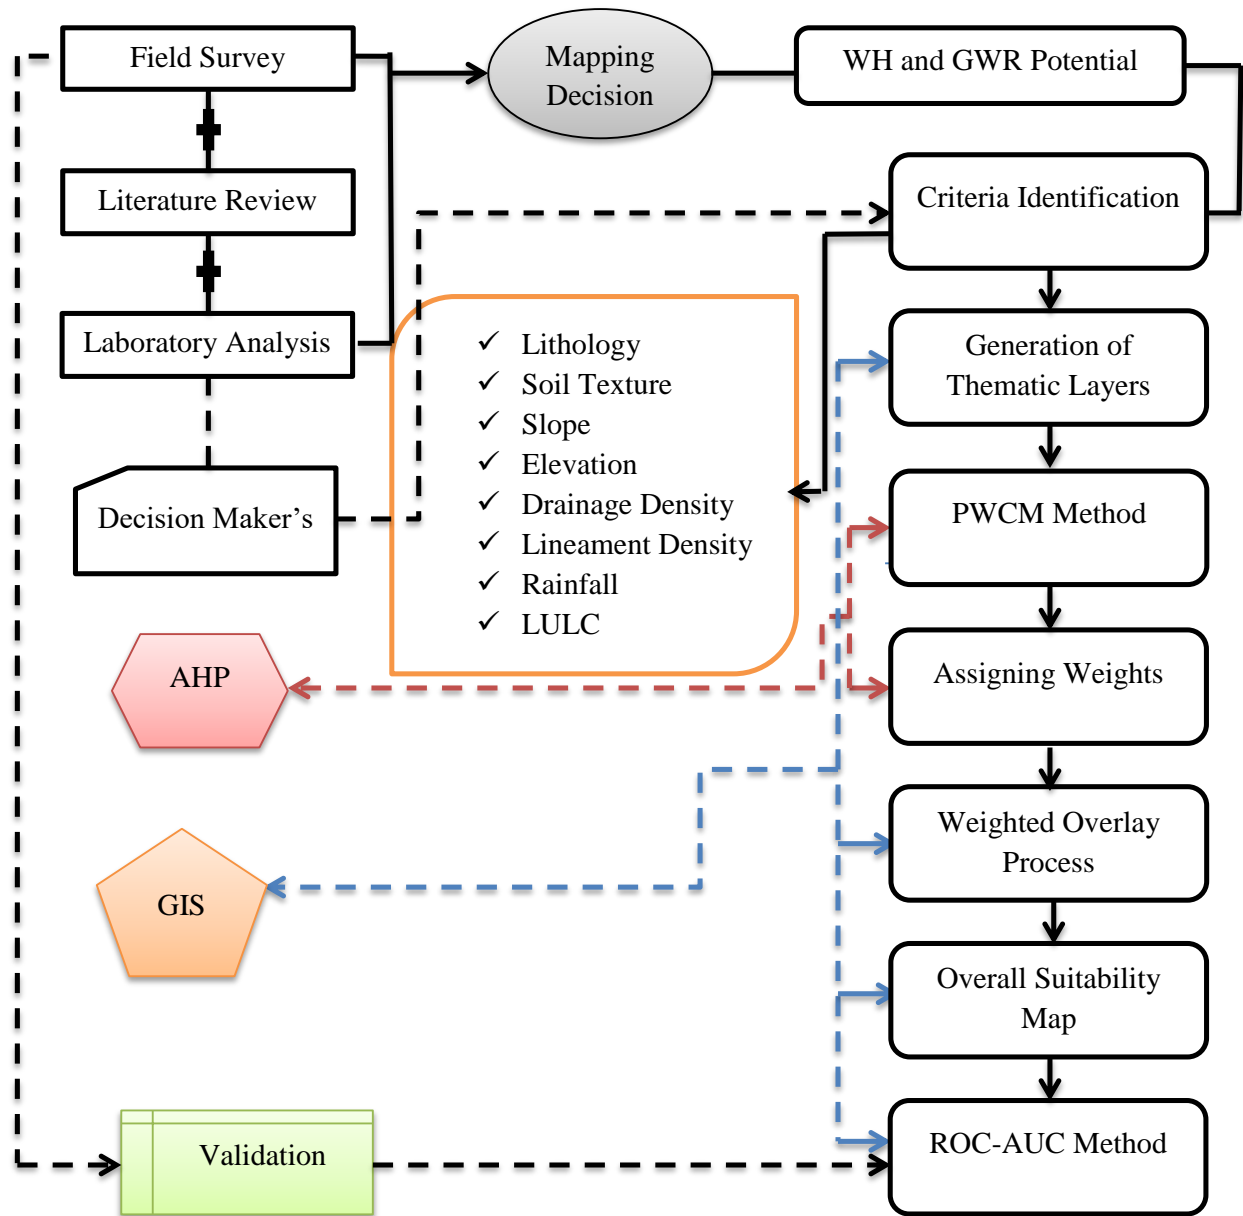 Field Survey
Mapping
Decision
WH and GWR Potential
Literature Review
Criteria Identification
Laboratory Analysis
✓ Lithology
✓ Soil Texture
✓ Slope
✓ Elevation
✓ Drainage Density
✓ Lineament Density
✓ Rainfall
✓ LULC
Generation of
Thematic Layers
Decision Maker’s
PWCM Method
AHP
Assigning Weights
Weighted Overlay
Process
GIS
Overall Suitability
Map
Validation
ROC-AUC Method